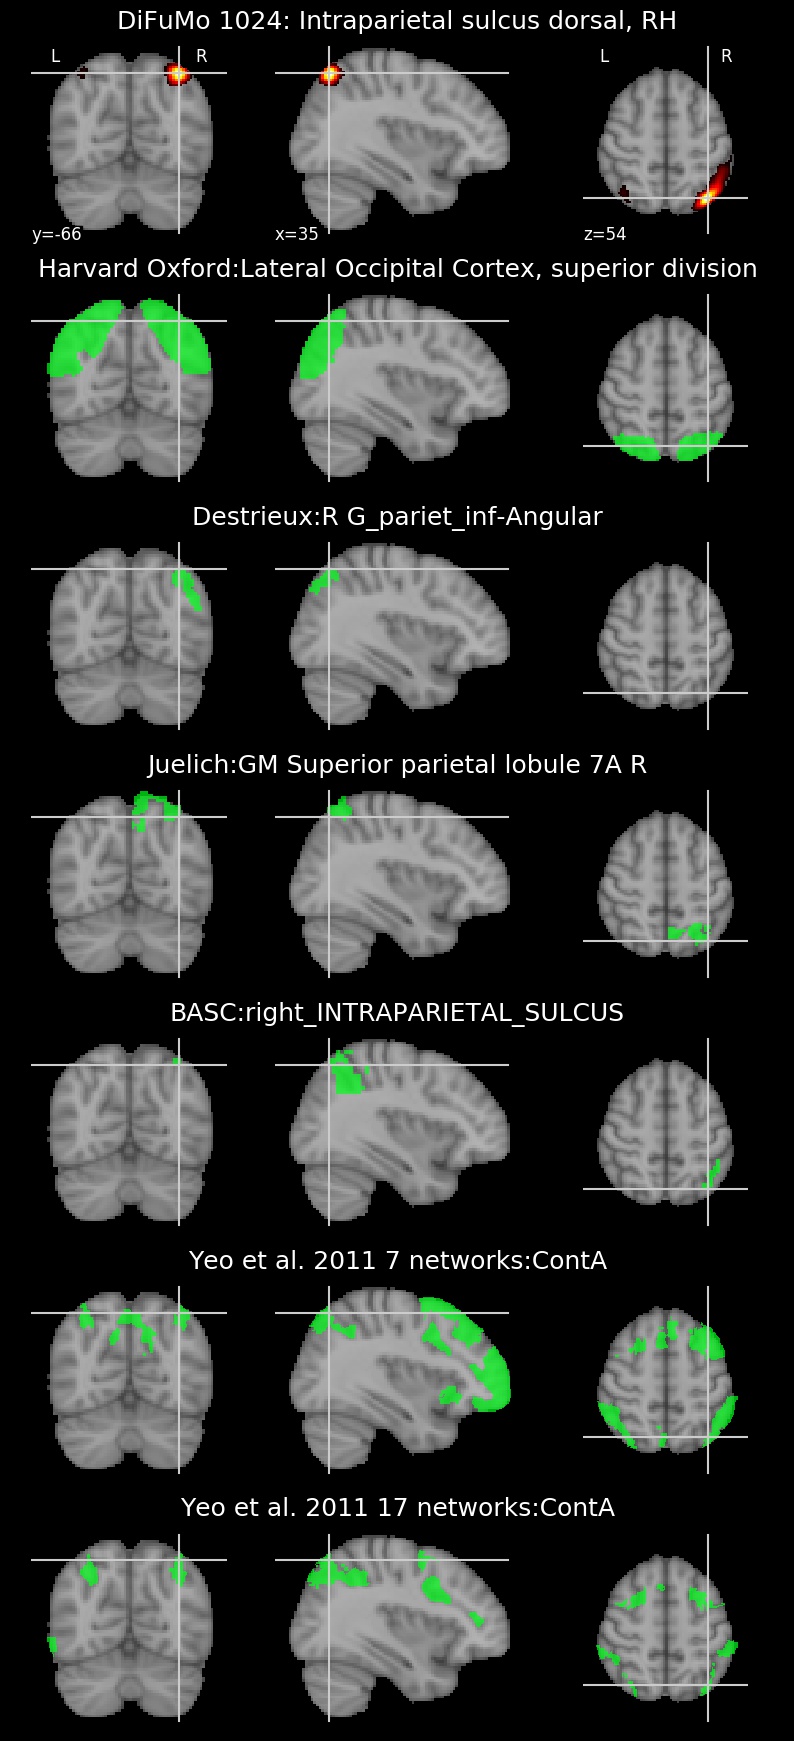 DiFuMo 1024: Intraparietal sulcus dorsal, RH
L R L R
y=-66 x=35 z=54
Harvard Oxford:Lateral Occipital Cortex, superior division
Destrieux:R G_pariet_inf-Angular
Juelich:GM Superior parietal lobule 7A R
BASC:right_INTRAPARIETAL_SULCUS
Yeo et al. 2011 7 networks:ContA
Yeo et al. 2011 17 networks:ContA